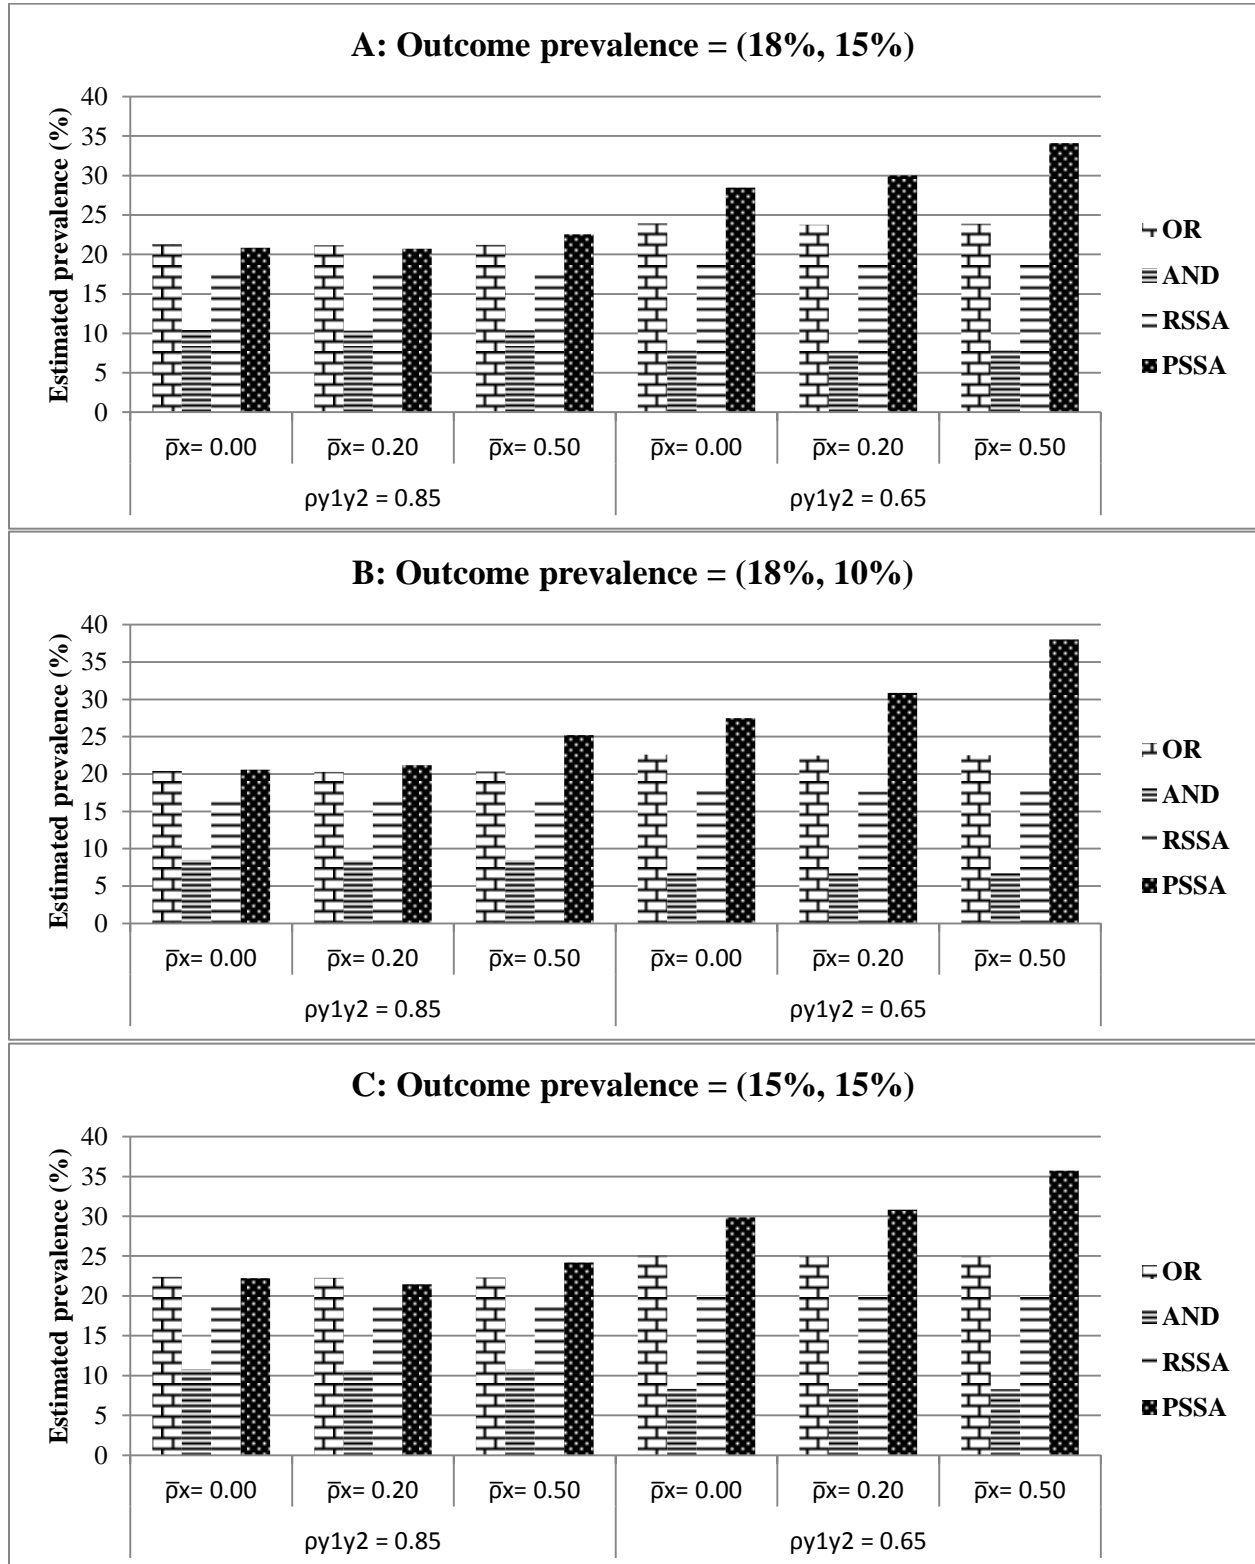 A: Outcome prevalence = (18%, 15%)
Estimated prevalence (%)
40
35
30
25
20
15
10
5
0
ρ̅x= 0.00 ρ̅x= 0.20 ρ̅x= 0.50 ρ̅x= 0.00 ρ̅x= 0.20 ρ̅x= 0.50
ρy1y2 = 0.85 ρy1y2 = 0.65
OR
AND
RSSA
PSSA
B: Outcome prevalence = (18%, 10%)
Estimated prevalence (%)
40
35
30
25
20
15
10
5
0
ρ̅x= 0.00 ρ̅x= 0.20 ρ̅x= 0.50 ρ̅x= 0.00 ρ̅x= 0.20 ρ̅x= 0.50
ρy1y2 = 0.85 ρy1y2 = 0.65
OR
AND
RSSA
PSSA
C: Outcome prevalence = (15%, 15%)
Estimated prevalence (%)
40
35
30
25
20
15
10
5
0
ρ̅x= 0.00 ρ̅x= 0.20 ρ̅x= 0.50 ρ̅x= 0.00 ρ̅x= 0.20 ρ̅x= 0.50
ρy1y2 = 0.85 ρy1y2 = 0.65
OR
AND
RSSA
PSSA